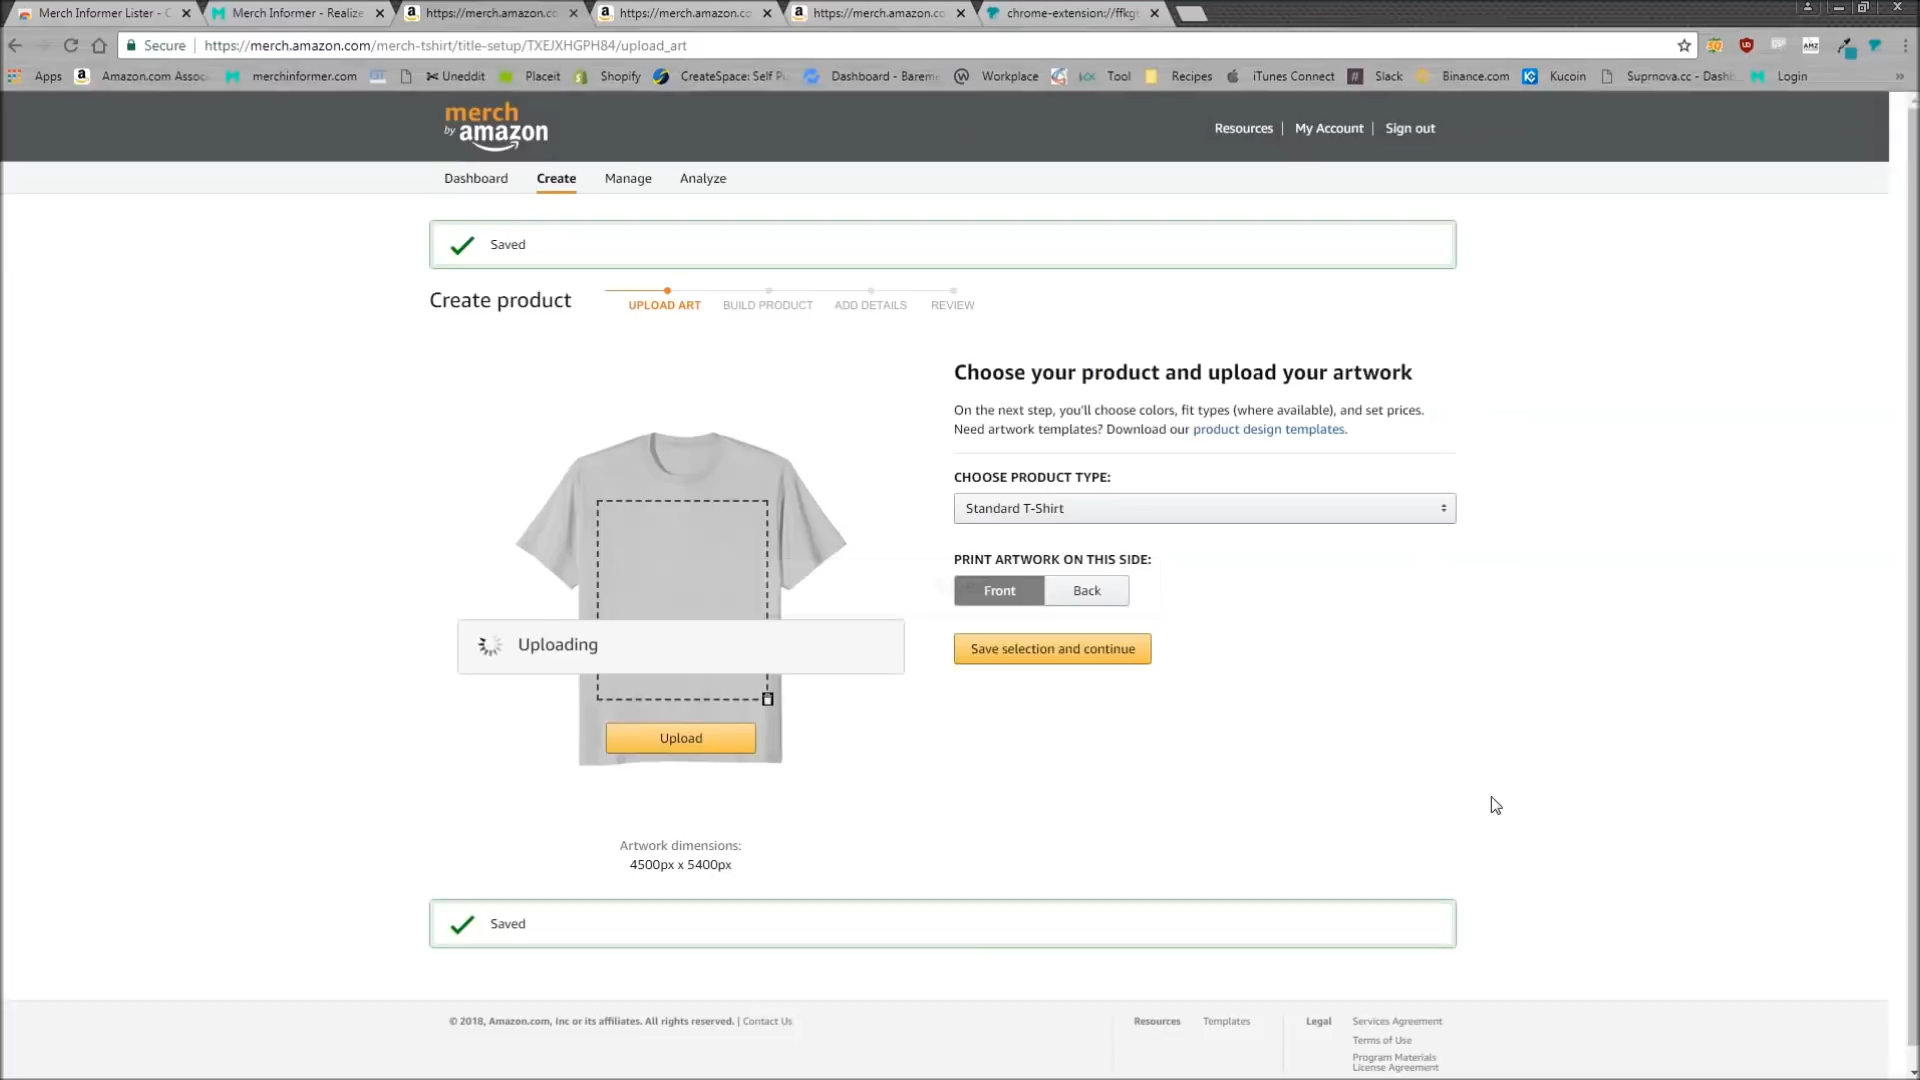 Merch Informer Lister - C
Merch Informer - Realize
https://merch.amazon.co
https://merch.amazon.co
https://merch.amazon.co
chrome-extension://ffkgt
Secure
https://merch.amazon.com/merch-tshirt/title-setup/TXEJXHGPH84/upload_art
Apps
Amazon.com Assoc
merchinformer.com
Uneddit
Placeit
Shopify
CreateSpace: Self Pu
Dashboard - Barem
Workplace
Tool
Recipes
iTunes Connect
Slack
Binance.com
Kucoin
Suprnova.cc - Dash
Login
»
merch
by amazon
Resources | My Account | Sign out
Dashboard Create Manage Analyze
Saved
Create product
UPLOAD ART BUILD PRODUCT ADD DETAILS REVIEW
Choose your product and upload your artwork
On the next step, you'll choose colors, fit types (where available), and set prices.
Need artwork templates? Download our product design templates.
CHOOSE PRODUCT TYPE:
Standard T-Shirt
PRINT ARTWORK ON THIS SIDE:
Front Back
Save selection and continue
Uploading
Upload
Artwork dimensions:
4500px x 5400px
Saved
© 2018, Amazon.com, Inc or its affiliates. All rights reserved. | Contact Us
Resources
Templates
Legal
Services Agreement
Terms of Use
Program Materials
License Agreement